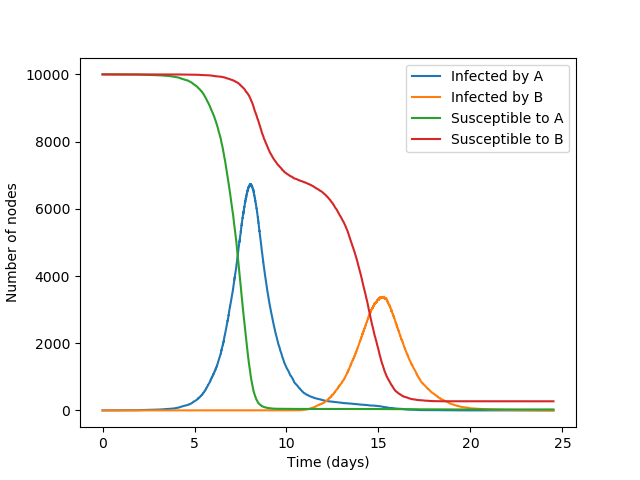 10000
8000
6000
4000
2000
0
Number of nodes
0 5 10 15 20 25
Time (days)
Infected by A
Infected by B
Susceptible to A
Susceptible to B